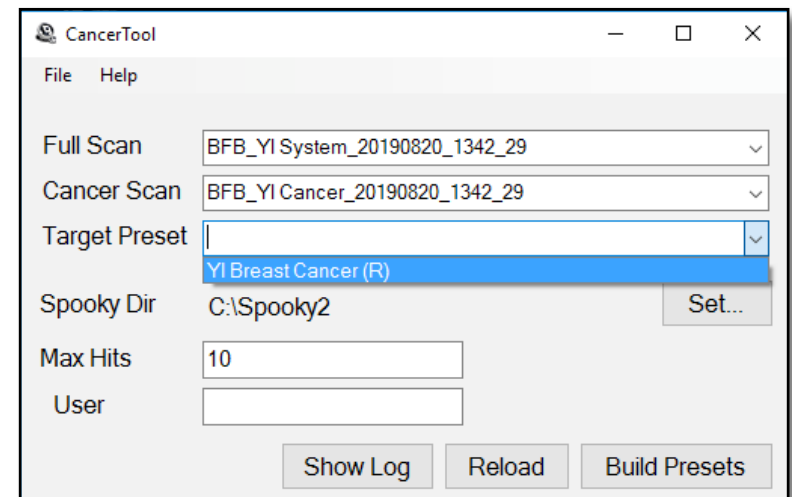 CancerTool
File Help
Full Scan BFB_YI System_20190820_1342_29
Cancer Scan BFB_YI Cancer_20190820_1342_29
Target Preset
YI Breast Cancer (R)
Spooky Dir C:\Spooky2 Set...
Max Hits 10
User
Show Log Reload Build Presets